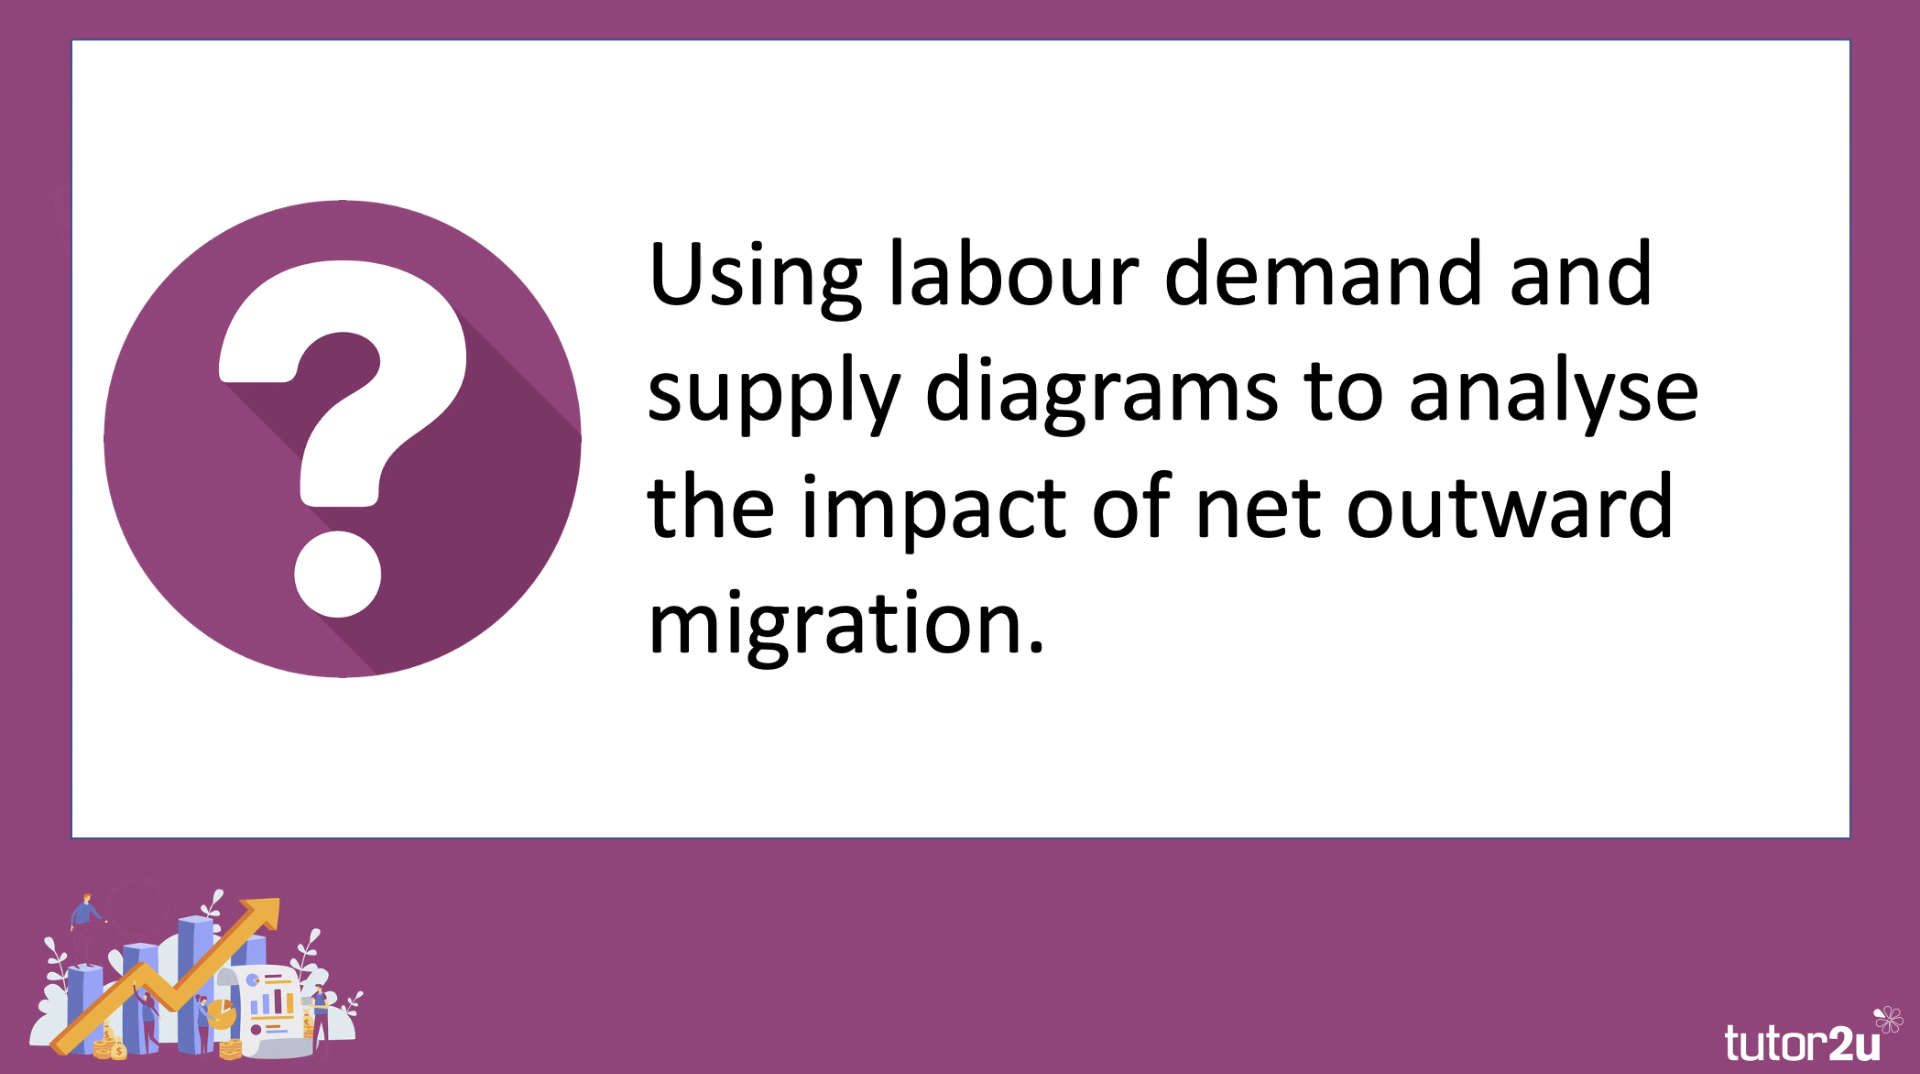 Using labour demand and
supply diagrams to analyse
the impact of net outward
migration.
tutor2u